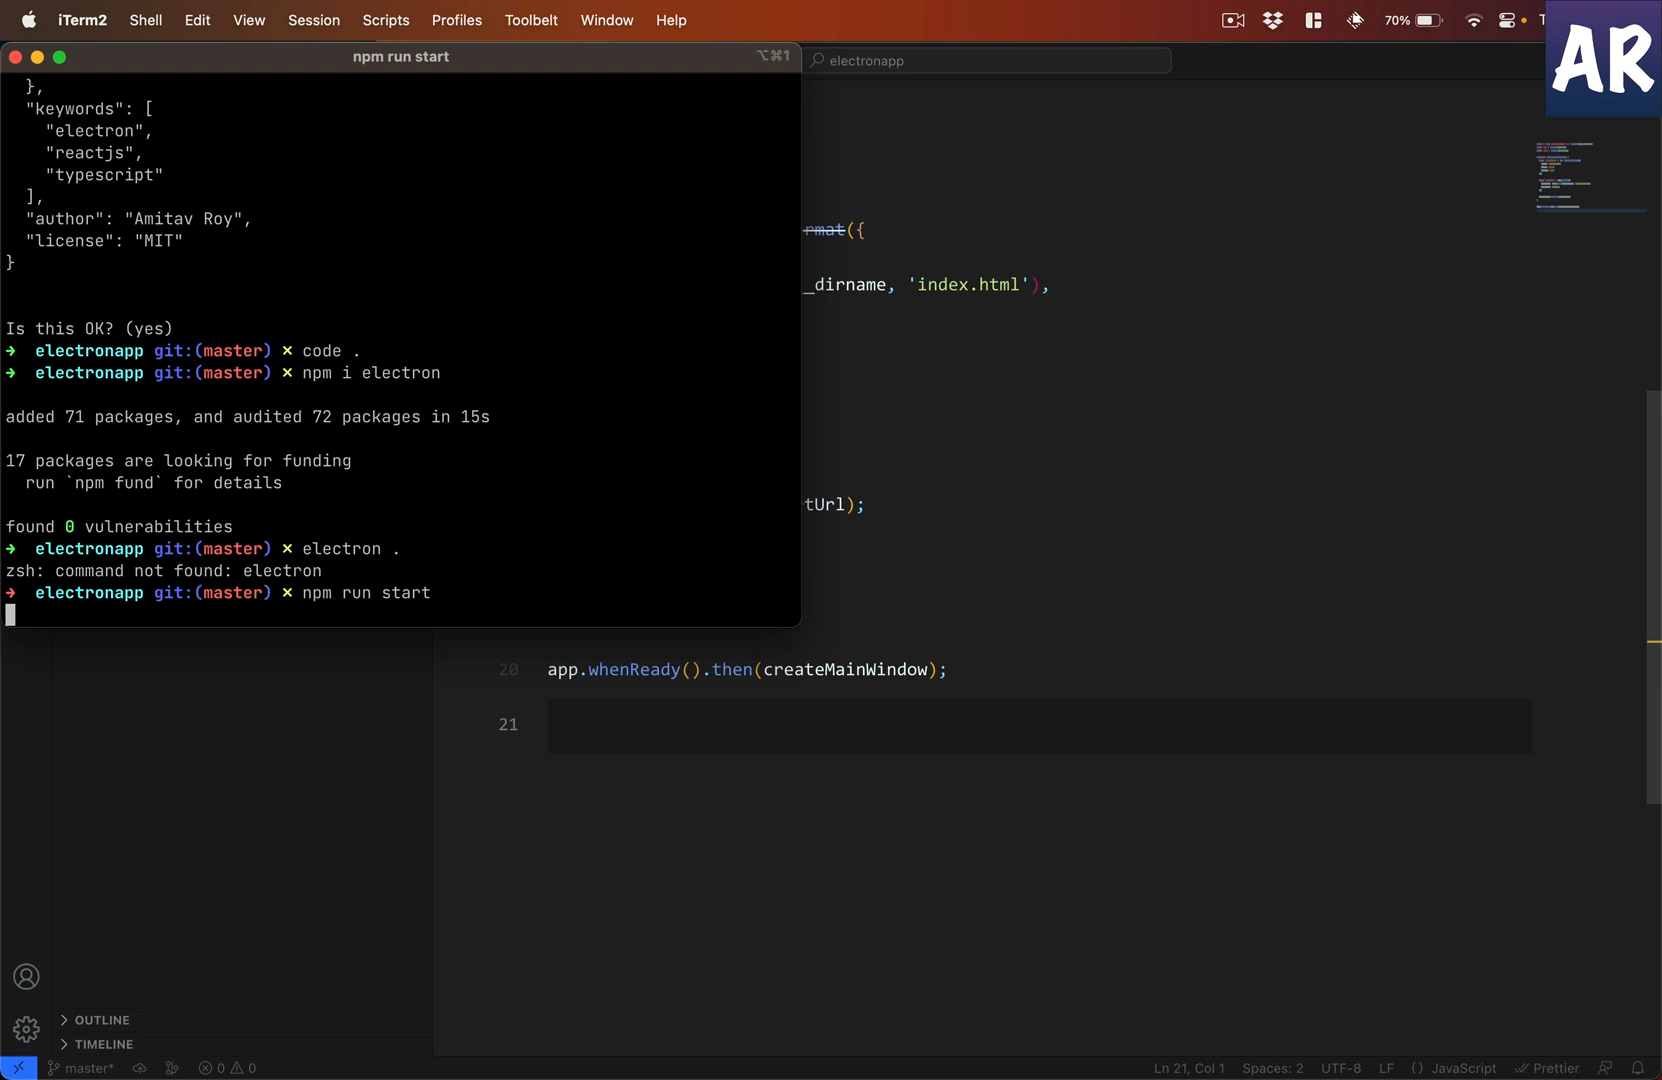 iTerm2 Shell Edit View Session Scripts Profiles Toolbelt Window Help 70%
AR
npm run start ⌥⌘1
electronapp
},
"keywords": [
"electron",
"reactjs",
"typescript"
],
"author": "Amitav Roy",
"license": "MIT"
}
Is this OK? (yes)
→ electronapp git:(master) × code .
→ electronapp git:(master) × npm i electron
added 71 packages, and audited 72 packages in 15s
17 packages are looking for funding
run `npm fund` for details
found 0 vulnerabilities
→ electronapp git:(master) × electron .
zsh: command not found: electron
→ electronapp git:(master) × npm run start
rmat({
_dirname, 'index.html'),
tUrl);
20 app.whenReady().then(createMainWindow);
21
OUTLINE
TIMELINE
master* 0 0 Ln 21, Col 1 Spaces: 2 UTF-8 LF {} JavaScript Prettier